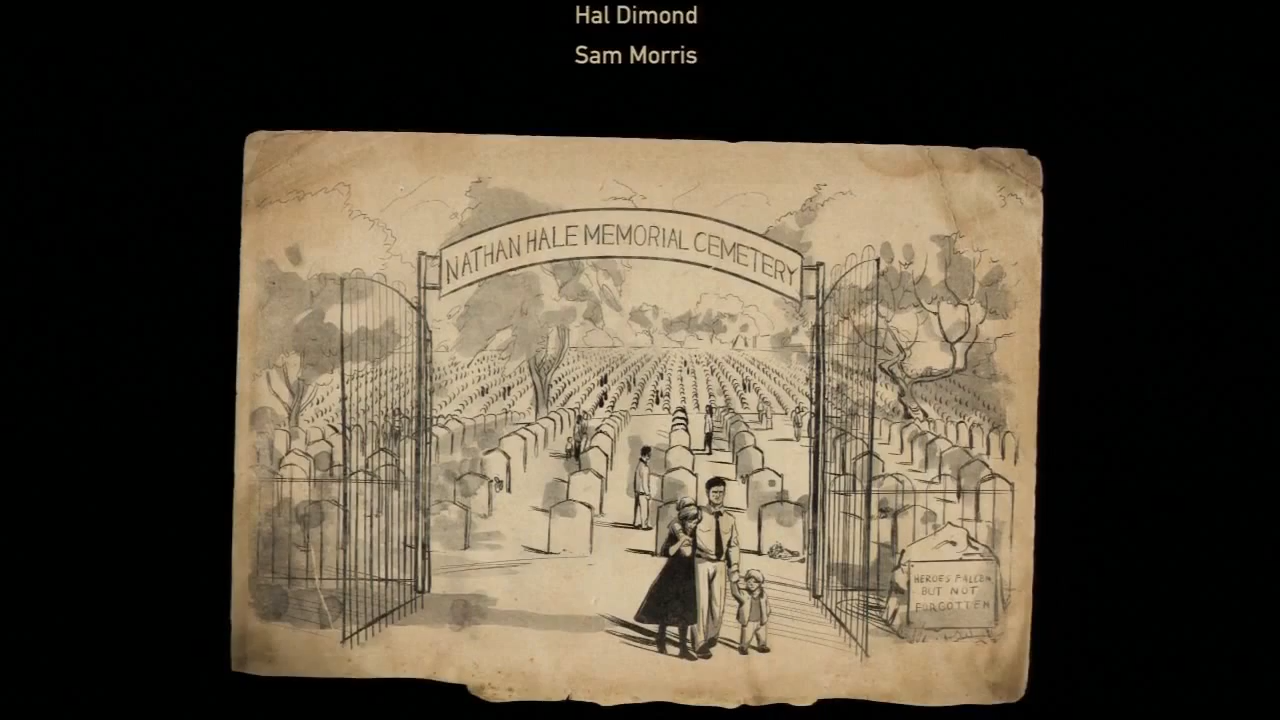 Hal Dimond
Sam Morris
NATHAN HALE MEMORIAL CEMETERY
HEROES FALLEN
BUT NOT
FORGOTTEN